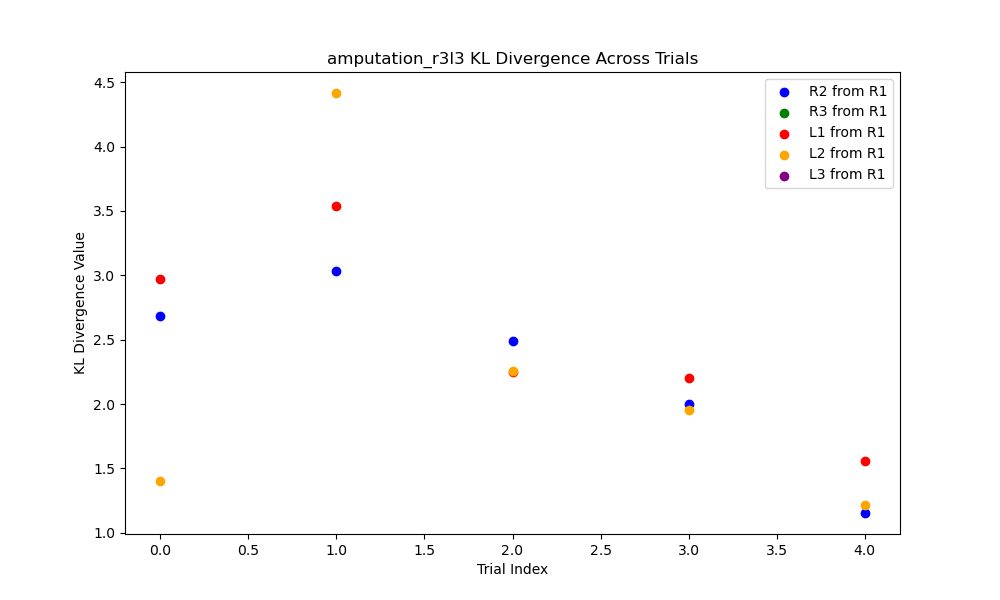 amputation_r3l3 KL Divergence Across Trials
R2 from R1
R3 from R1
L1 from R1
L2 from R1
L3 from R1
KL Divergence Value
4.5
4.0
3.5
3.0
2.5
2.0
1.5
1.0
0.0 0.5 1.0 1.5 2.0 2.5 3.0 3.5 4.0
Trial Index